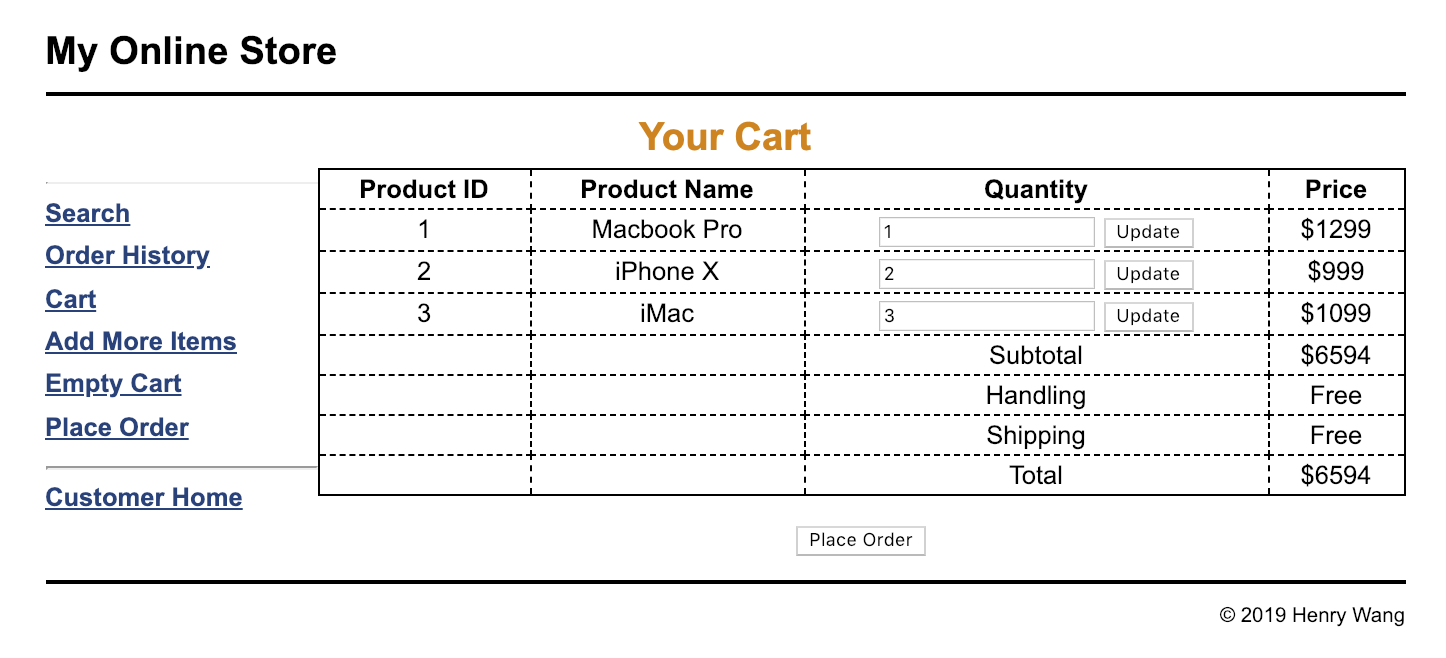 My Online Store
Your Cart
Search
Order History
Cart
Add More Items
Empty Cart
Place Order
Customer Home
Product ID Product Name Quantity Price
1 Macbook Pro 1 Update $1299
2 iPhone X 2 Update $999
3 iMac 3 Update $1099
Subtotal $6594
Handling Free
Shipping Free
Total $6594
Place Order
© 2019 Henry Wang